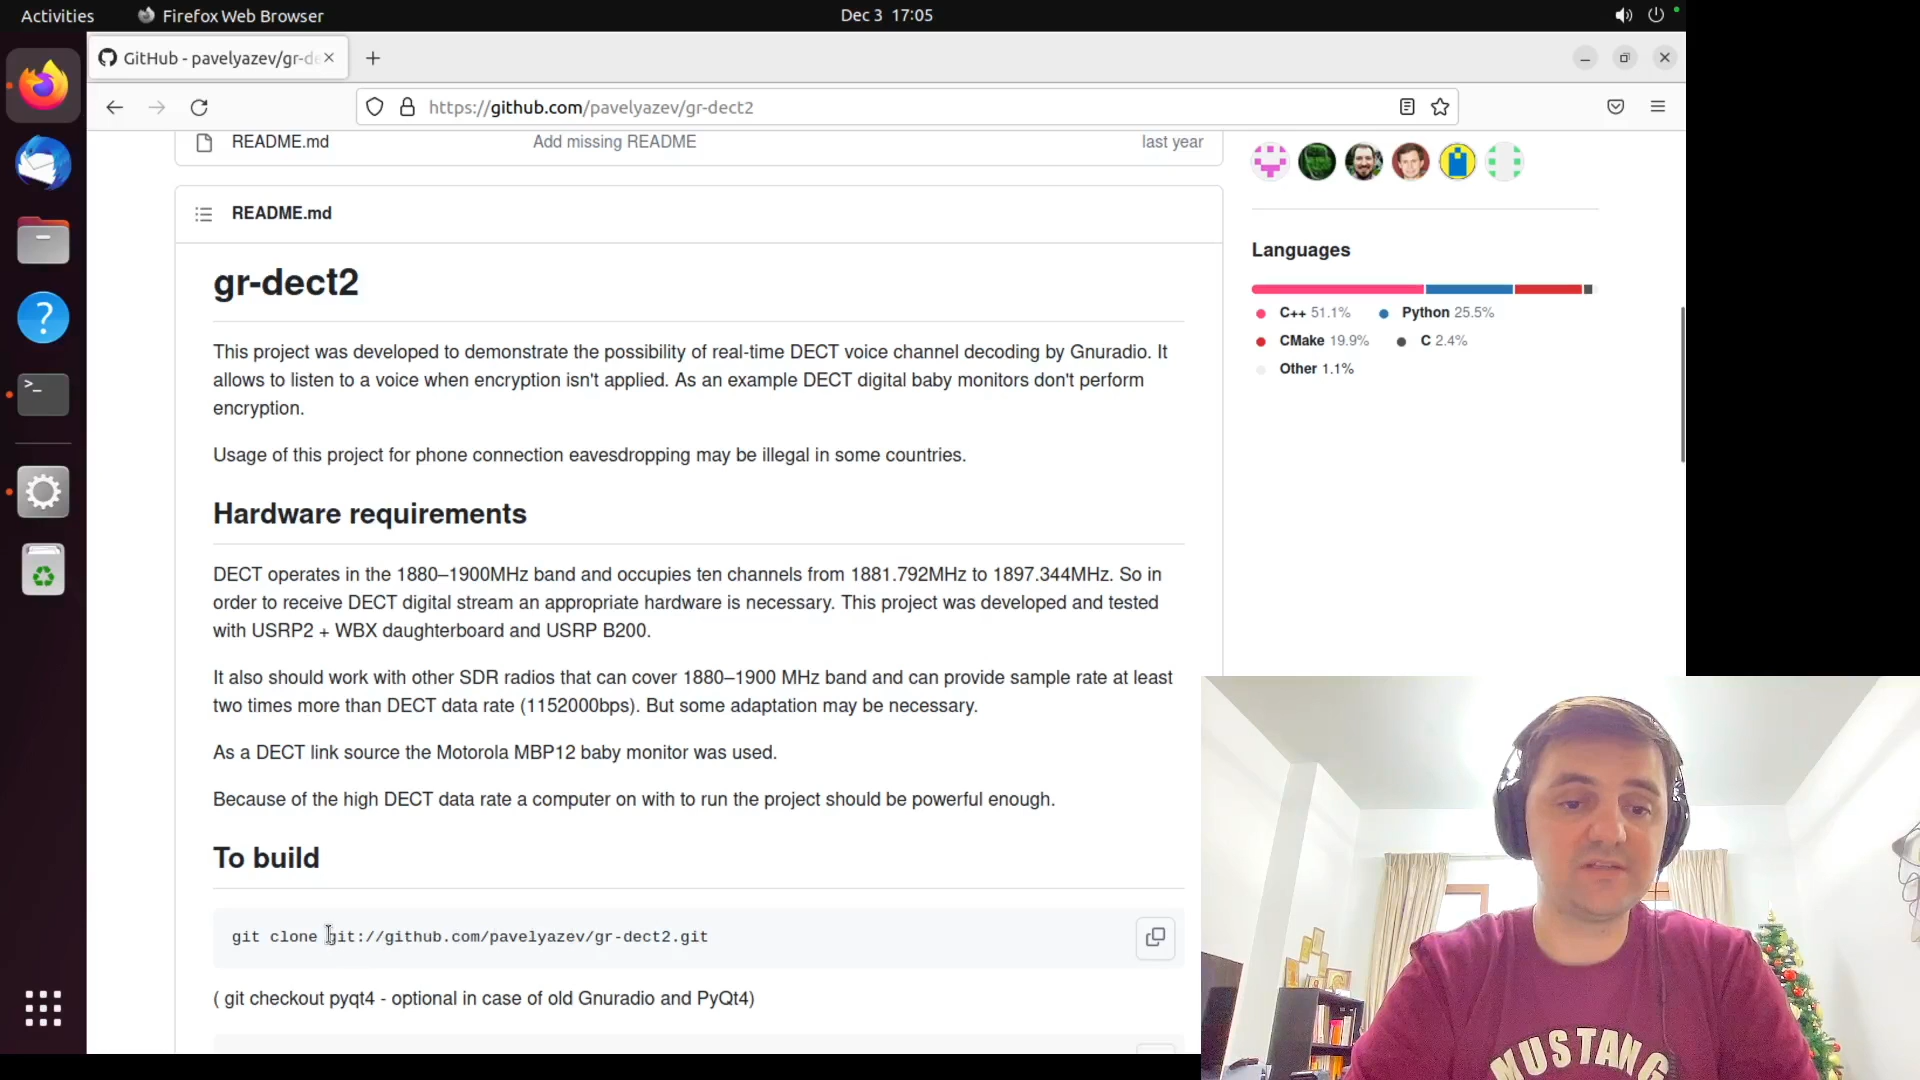 Activities
Firefox Web Browser
Dec 3 17:05
GitHub - pavelyazev/gr-de
https://github.com/pavelyazev/gr-dect2
README.md
Add missing README
last year
README.md
gr-dect2
This project was developed to demonstrate the possibility of real-time DECT voice channel decoding by Gnuradio. It
allows to listen to a voice when encryption isn't applied. As an example DECT digital baby monitors don't perform
encryption.
Usage of this project for phone connection eavesdropping may be illegal in some countries.
Hardware requirements
DECT operates in the 1880–1900MHz band and occupies ten channels from 1881.792MHz to 1897.344MHz. So in
order to receive DECT digital stream an appropriate hardware is necessary. This project was developed and tested
with USRP2 + WBX daughterboard and USRP B200.
It also should work with other SDR radios that can cover 1880–1900 MHz band and can provide sample rate at least
two times more than DECT data rate (1152000bps). But some adaptation may be necessary.
As a DECT link source the Motorola MBP12 baby monitor was used.
Because of the high DECT data rate a computer on with to run the project should be powerful enough.
To build
git clone git://github.com/pavelyazev/gr-dect2.git
( git checkout pyqt4 - optional in case of old Gnuradio and PyQt4)
Languages
C++ 51.1%
Python 25.5%
CMake 19.9%
C 2.4%
Other 1.1%
MUSTANG